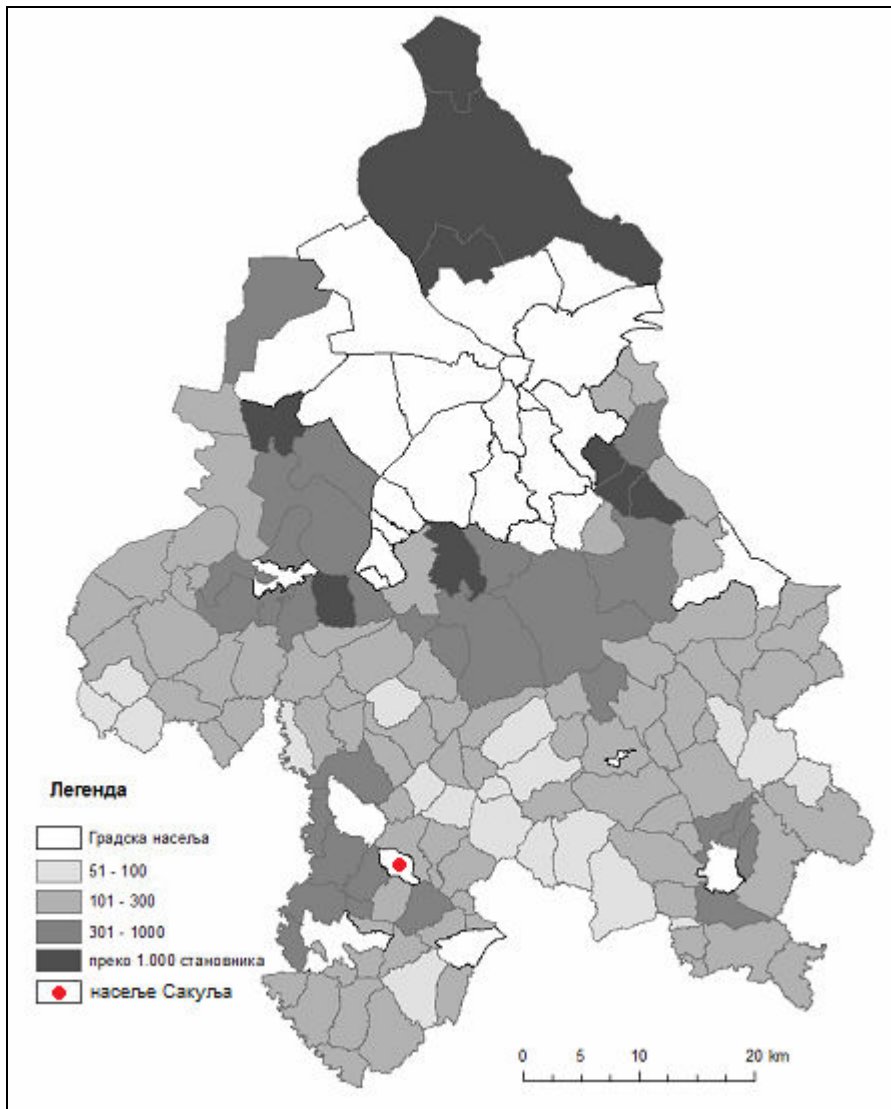 Легенда
Градска насеља
51 - 100
101 - 300
301 - 1000
преко 1.000 становника
насеље Сакуља
0 5 10 20 km